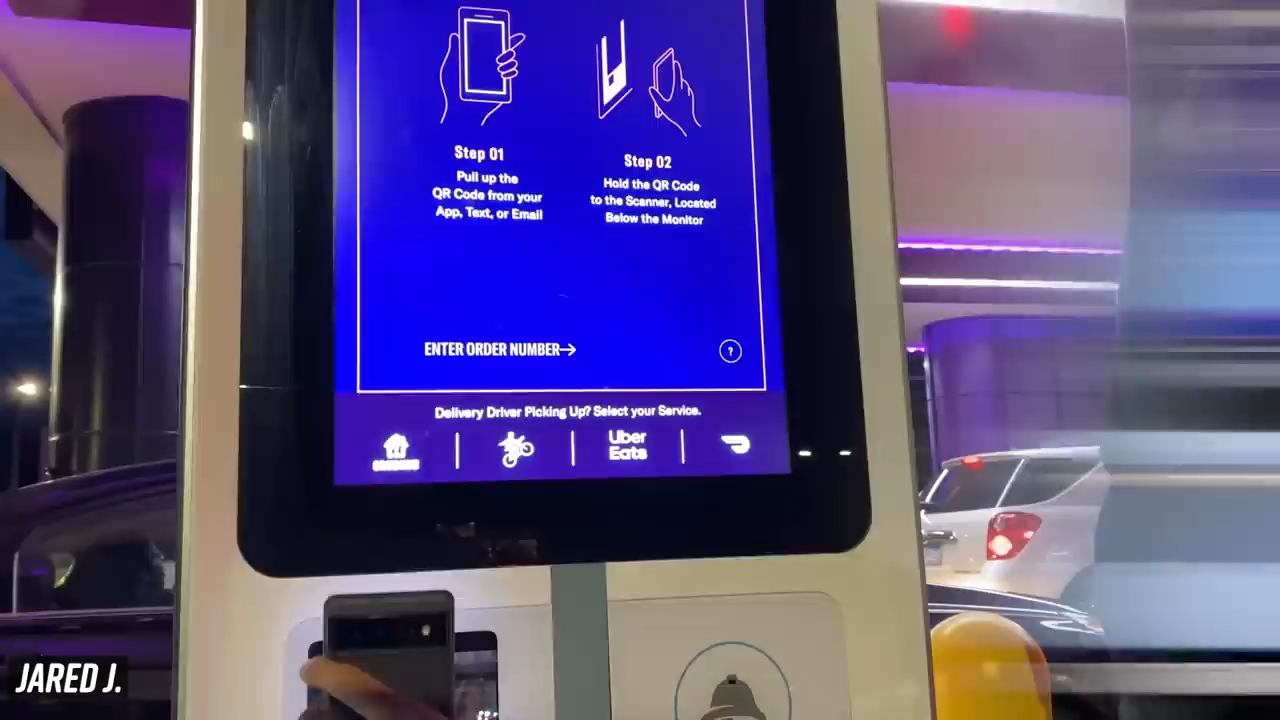 Step 01
Pull up the
QR Code from your
App, Text, or Email
Step 02
Hold the QR Code
to the Scanner, Located
Below the Monitor
ENTER ORDER NUMBER→
?
Delivery Driver Picking Up? Select your Service.
Uber
Eats
JARED J.